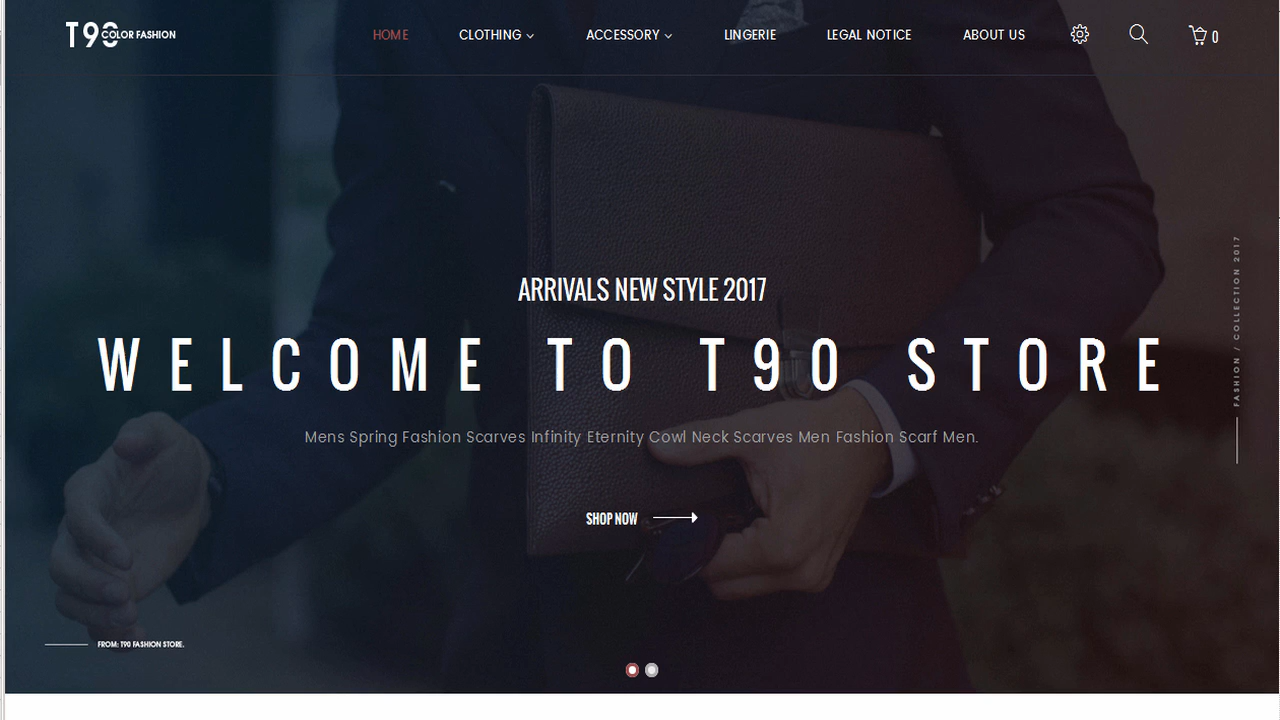 T90 COLOR FASHION
HOME CLOTHING ACCESSORY LINGERIE LEGAL NOTICE ABOUT US 0
ARRIVALS NEW STYLE 2017
WELCOME TO T90 STORE
Mens Spring Fashion Scarves Infinity Eternity Cowl Neck Scarves Men Fashion Scarf Men.
SHOP NOW
FASHION / COLLECTION 2017
FROM: T90 FASHION STORE.